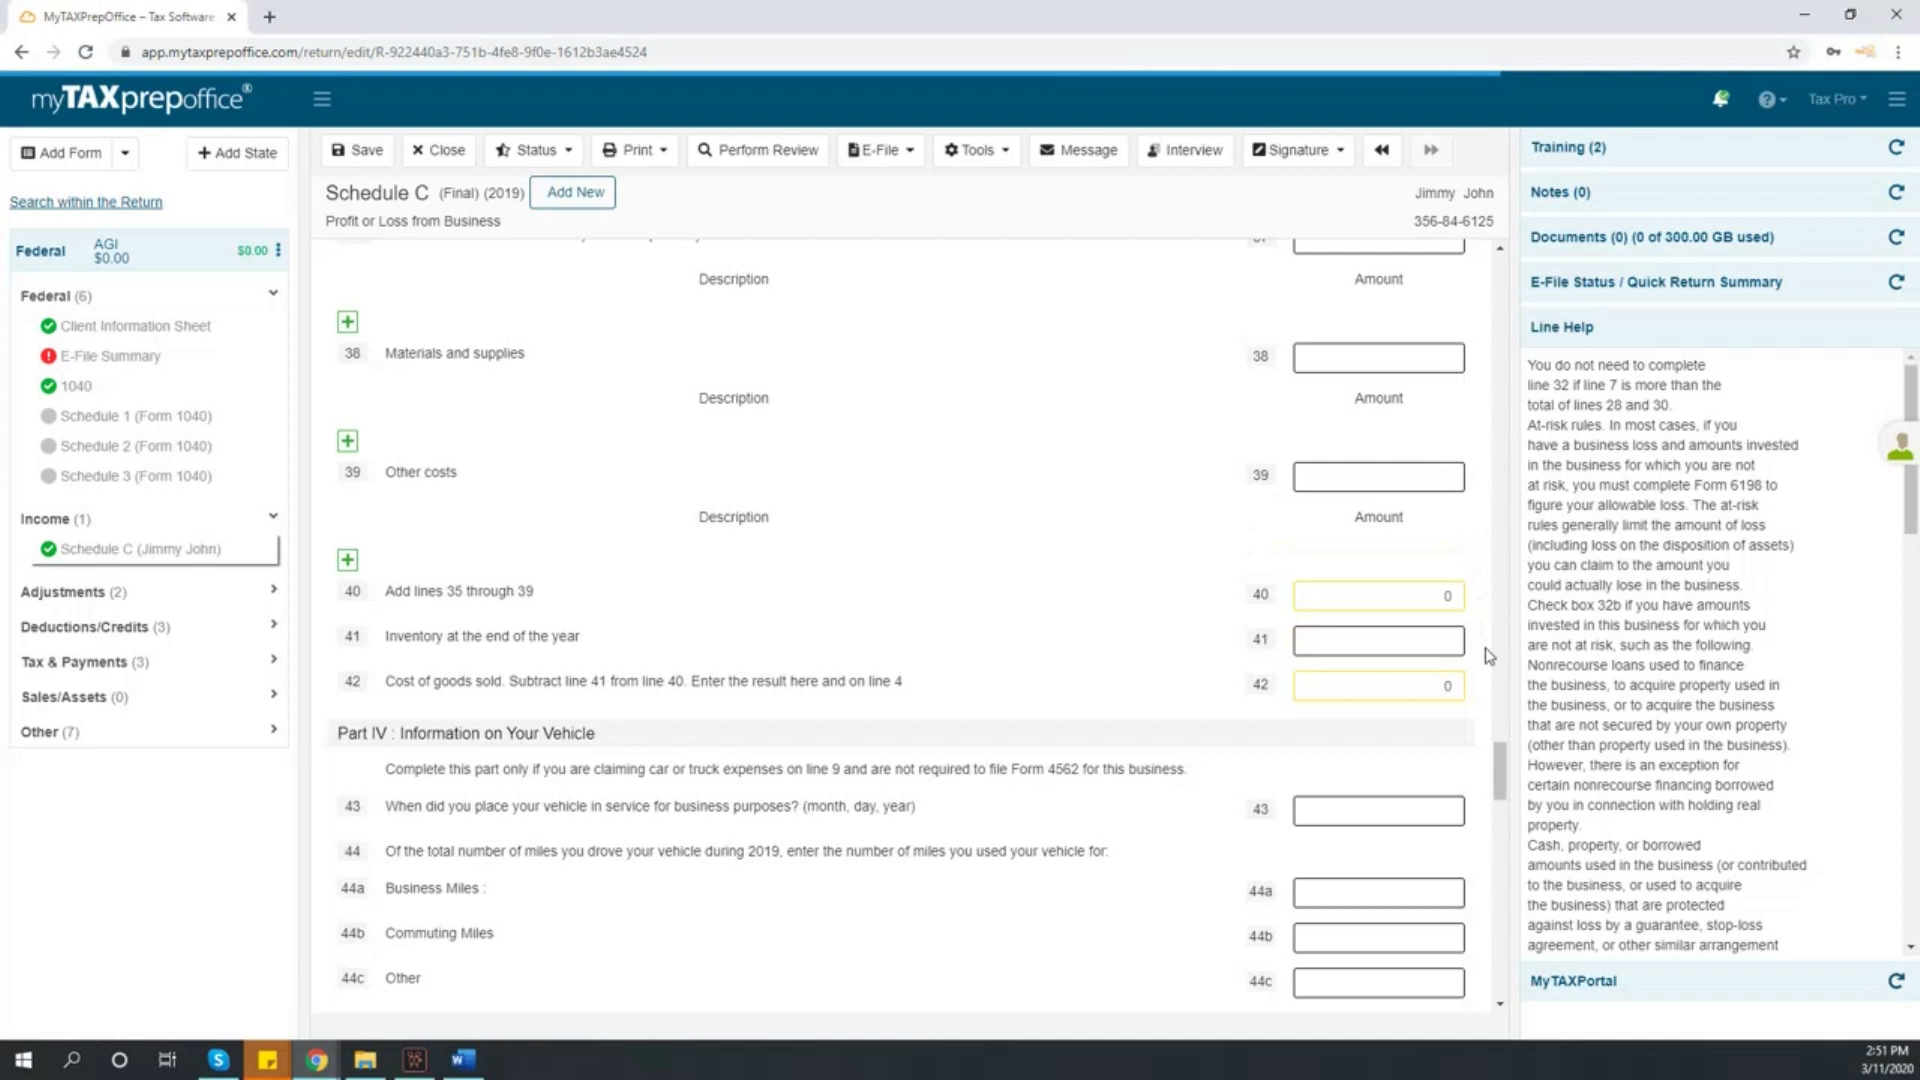 MyTAXPrepOffice – Tax Software
app.mytaxprepoffice.com/return/edit/R-922440a3-751b-4fe8-9f0e-1612b3ae4524
myTAXprepoffice®
Tax Pro
Add Form
Add State
Search within the Return
Federal AGI $0.00 $0.00
Federal (6)
Client Information Sheet
E-File Summary
1040
Schedule 1 (Form 1040)
Schedule 2 (Form 1040)
Schedule 3 (Form 1040)
Income (1)
Schedule C (Jimmy John)
Adjustments (2)
Deductions/Credits (3)
Tax & Payments (3)
Sales/Assets (0)
Other (7)
Save Close Status Print Perform Review E-File Tools Message Interview Signature
Schedule C (Final) (2019) Add New Jimmy John
Profit or Loss from Business 356-84-6125
Description Amount
38 Materials and supplies 38
Description Amount
39 Other costs 39
Description Amount
40 Add lines 35 through 39 40 0
41 Inventory at the end of the year 41
42 Cost of goods sold. Subtract line 41 from line 40. Enter the result here and on line 4 42 0
Part IV : Information on Your Vehicle
Complete this part only if you are claiming car or truck expenses on line 9 and are not required to file Form 4562 for this business.
43 When did you place your vehicle in service for business purposes? (month, day, year) 43
44 Of the total number of miles you drove your vehicle during 2019, enter the number of miles you used your vehicle for:
44a Business Miles : 44a
44b Commuting Miles 44b
44c Other 44c
Training (2)
Notes (0)
Documents (0) (0 of 300.00 GB used)
E-File Status / Quick Return Summary
Line Help
You do not need to complete
line 32 if line 7 is more than the
total of lines 28 and 30.
At-risk rules. In most cases, if you
have a business loss and amounts invested
in the business for which you are not
at risk, you must complete Form 6198 to
figure your allowable loss. The at-risk
rules generally limit the amount of loss
(including loss on the disposition of assets)
you can claim to the amount you
could actually lose in the business.
Check box 32b if you have amounts
invested in this business for which you
are not at risk, such as the following.
Nonrecourse loans used to finance
the business, to acquire property used in
the business, or to acquire the business
that are not secured by your own property
(other than property used in the business).
However, there is an exception for
certain nonrecourse financing borrowed
by you in connection with holding real
property.
Cash, property, or borrowed
amounts used in the business (or contributed
to the business, or used to acquire
the business) that are protected
against loss by a guarantee, stop-loss
agreement, or other similar arrangement
MyTAXPortal
2:51 PM
3/11/2020